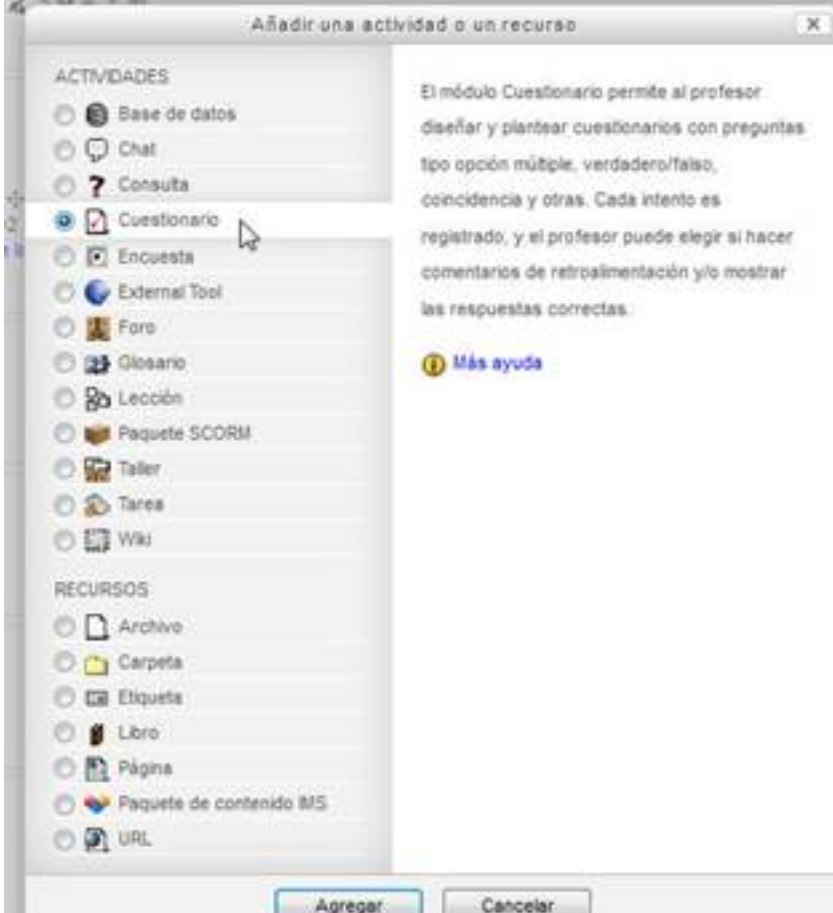 Añadir una actividad o un recurso
ACTIVIDADES
Base de datos
Chat
Consulta
Cuestionario
Encuesta
External Tool
Foro
Glosario
Lección
Paquete SCORM
Taller
Tarea
Wiki
RECURSOS
Archivo
Carpeta
Etiqueta
Libro
Página
Paquete de contenido IMS
URL
El módulo Cuestionario permite al profesor
diseñar y plantear cuestionarios con preguntas
tipo opción múltiple, verdadero/falso,
coincidencia y otras. Cada intento es
registrado, y el profesor puede elegir si hacer
comentarios de retroalimentación y/o mostrar
las respuestas correctas.
Más ayuda
Agregar
Cancelar